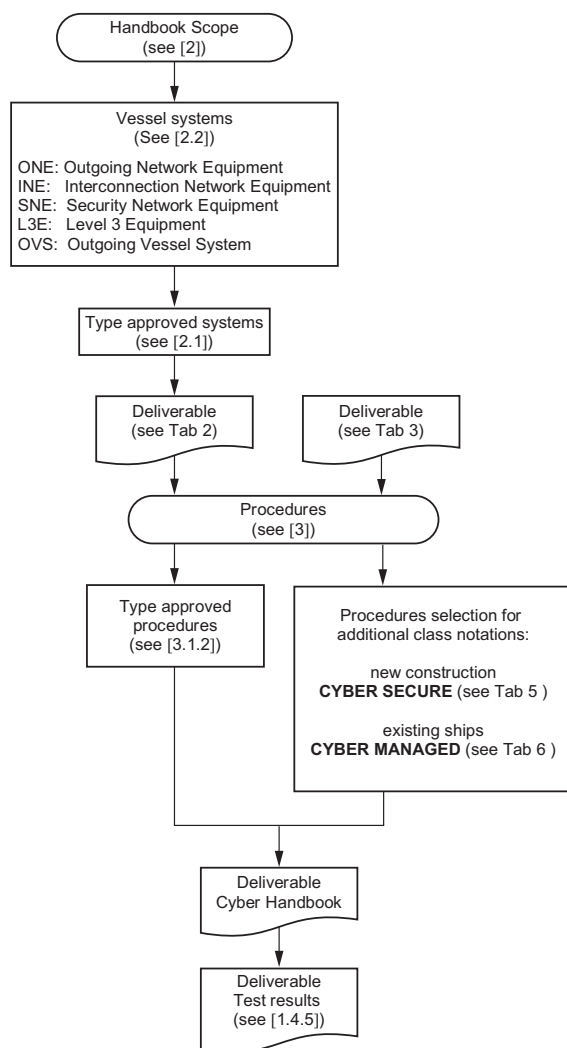 Handbook Scope
(see [2])
Vessel systems
(See [2.2])
ONE: Outgoing Network Equipment
INE: Interconnection Network Equipment
SNE: Security Network Equipment
L3E: Level 3 Equipment
OVS: Outgoing Vessel System
Type approved systems
(see [2.1])
Deliverable
(see Tab 2)
Deliverable
(see Tab 3)
Procedures
(see [3])
Type approved
procedures
(see [3.1.2])
Procedures selection for
additional class notations:
new construction
CYBER SECURE (see Tab 5 )
existing ships
CYBER MANAGED (see Tab 6 )
Deliverable
Cyber Handbook
Deliverable
Test results
(see [1.4.5])